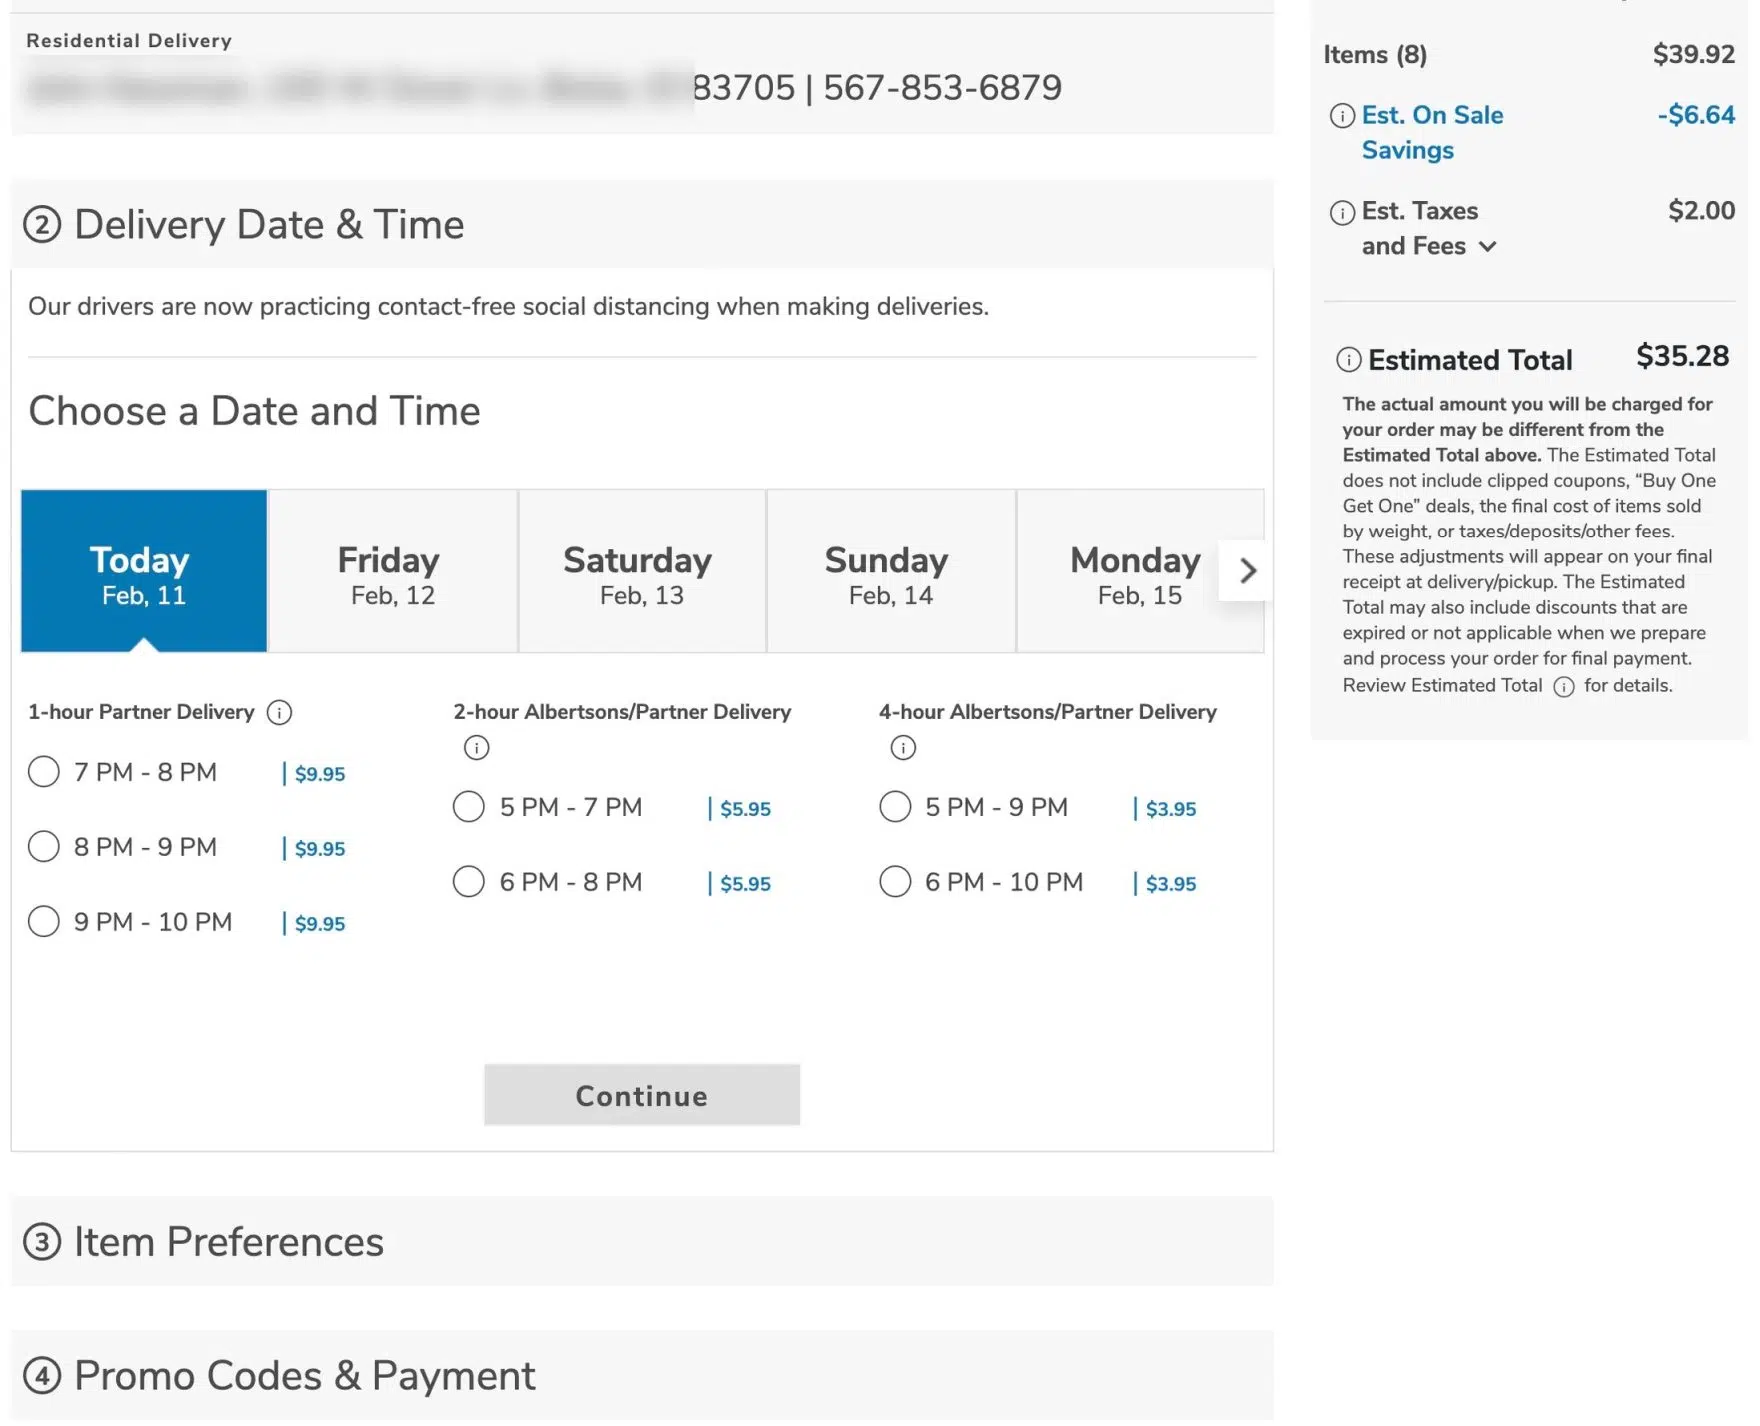 Residential Delivery
83705 | 567-853-6879
② Delivery Date & Time
Our drivers are now practicing contact-free social distancing when making deliveries.
Choose a Date and Time
Today
Feb, 11
Friday
Feb, 12
Saturday
Feb, 13
Sunday
Feb, 14
Monday
Feb, 15
1-hour Partner Delivery
7 PM - 8 PM | $9.95
8 PM - 9 PM | $9.95
9 PM - 10 PM | $9.95
2-hour Albertsons/Partner Delivery
5 PM - 7 PM | $5.95
6 PM - 8 PM | $5.95
4-hour Albertsons/Partner Delivery
5 PM - 9 PM | $3.95
6 PM - 10 PM | $3.95
Continue
③ Item Preferences
④ Promo Codes & Payment
Items (8) $39.92
Est. On Sale -$6.64
Savings
Est. Taxes $2.00
and Fees
Estimated Total $35.28
The actual amount you will be charged for
your order may be different from the
Estimated Total above. The Estimated Total
does not include clipped coupons, “Buy One
Get One” deals, the final cost of items sold
by weight, or taxes/deposits/other fees.
These adjustments will appear on your final
receipt at delivery/pickup. The Estimated
Total may also include discounts that are
expired or not applicable when we prepare
and process your order for final payment.
Review Estimated Total for details.